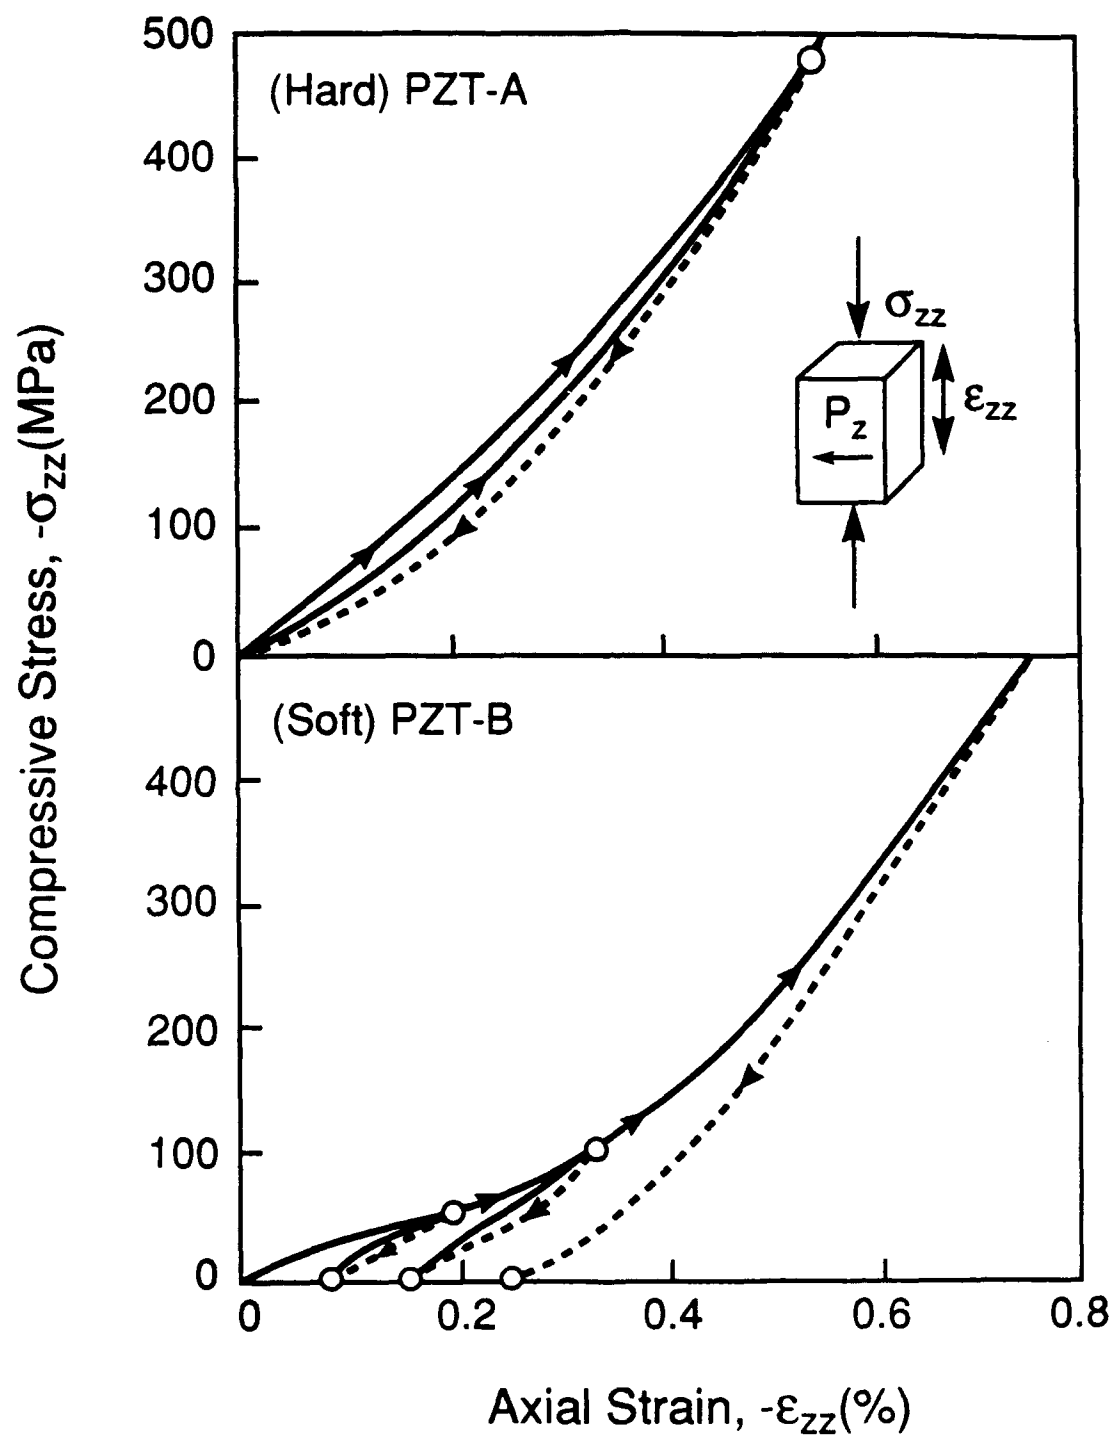 500
(Hard) PZT-A
400
300
σzz
200
εzz
Pz
100
0
Compressive Stress, -σzz(MPa)
(Soft) PZT-B
400
300
200
100
0
0 0.2 0.4 0.6 0.8
Axial Strain, -εzz(%)